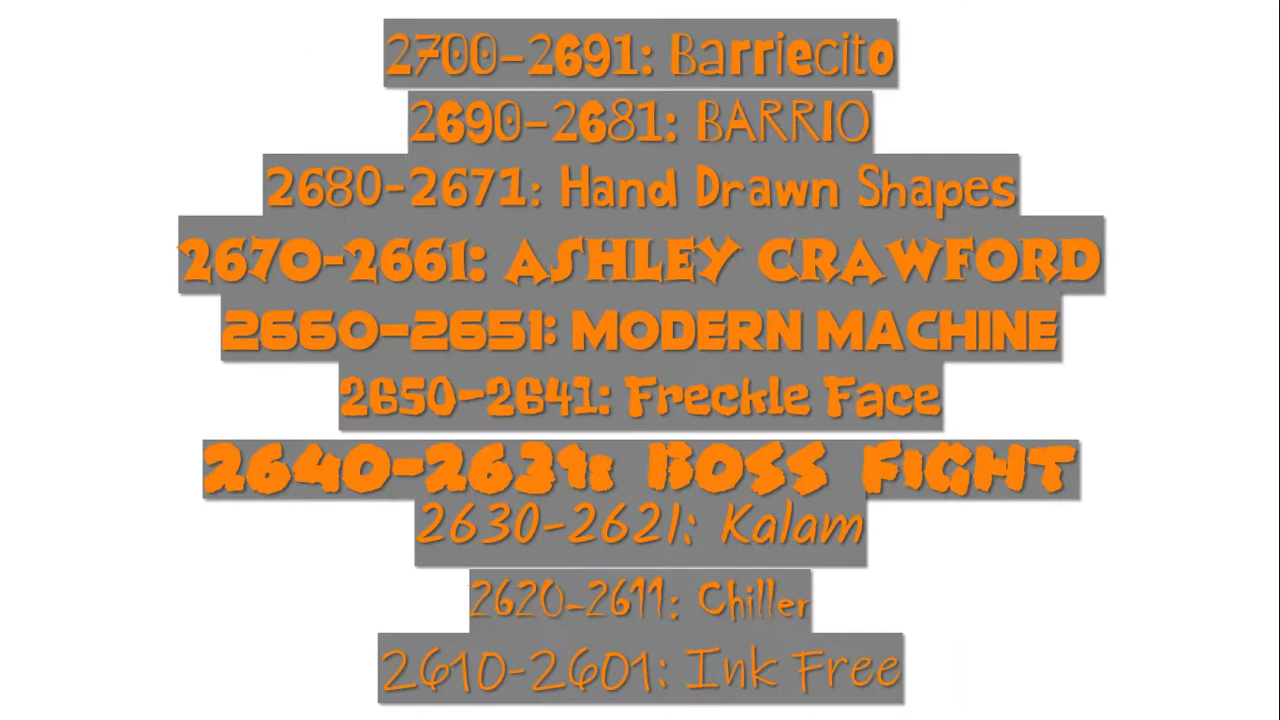 2700-2691: Barriecito
2690-2681: BARRIO
2680-2671: Hand Drawn Shapes
2670-2661: ASHLEY CRAWFORD
2660-2651: MODERN MACHINE
2650-2641: Freckle Face
2640-2631: BOSS FIGHT
2630-2621: Kalam
2620-2611: Chiller
2610-2601: Ink Free